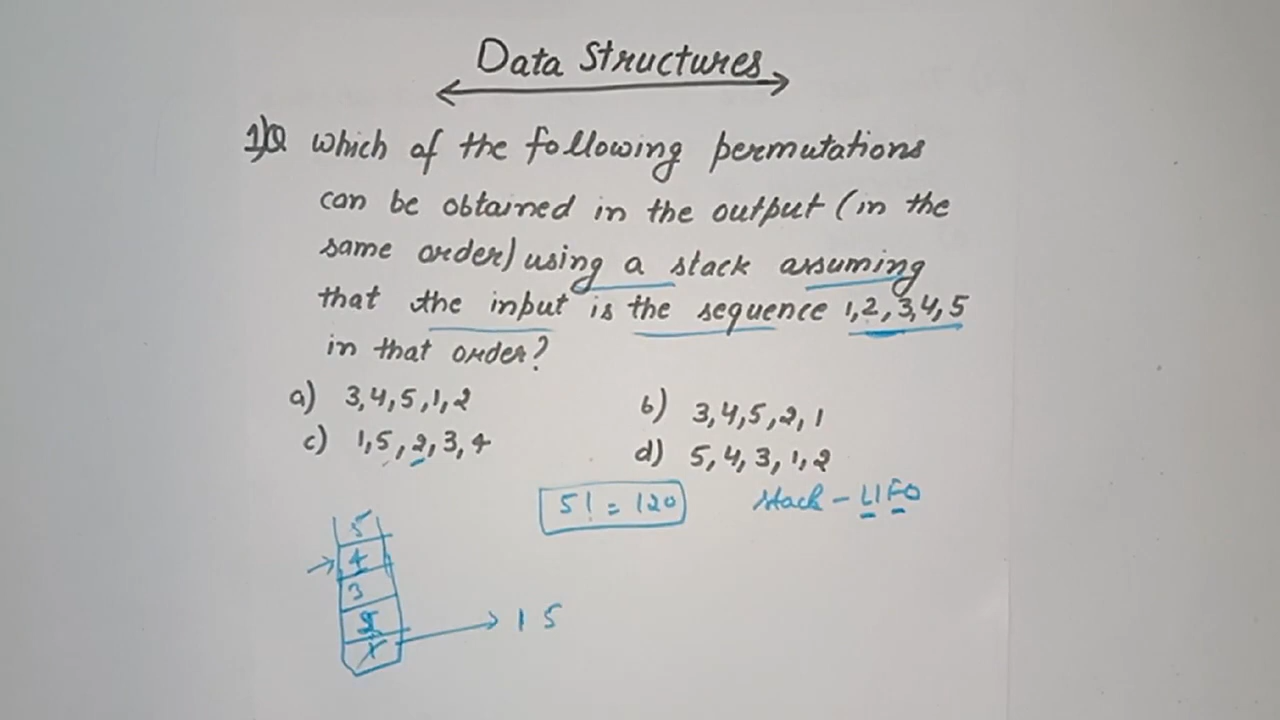 Data Structures
1)Q Which of the following permutations
can be obtained in the output (in the
same order) using a stack assuming
that the input is the sequence 1,2,3,4,5
in that order?
a) 3,4,5,1,2
b) 3,4,5,2,1
c) 1,5,2,3,4
d) 5,4,3,1,2
5! = 120
stack - LIFO
5
4
3
1 5